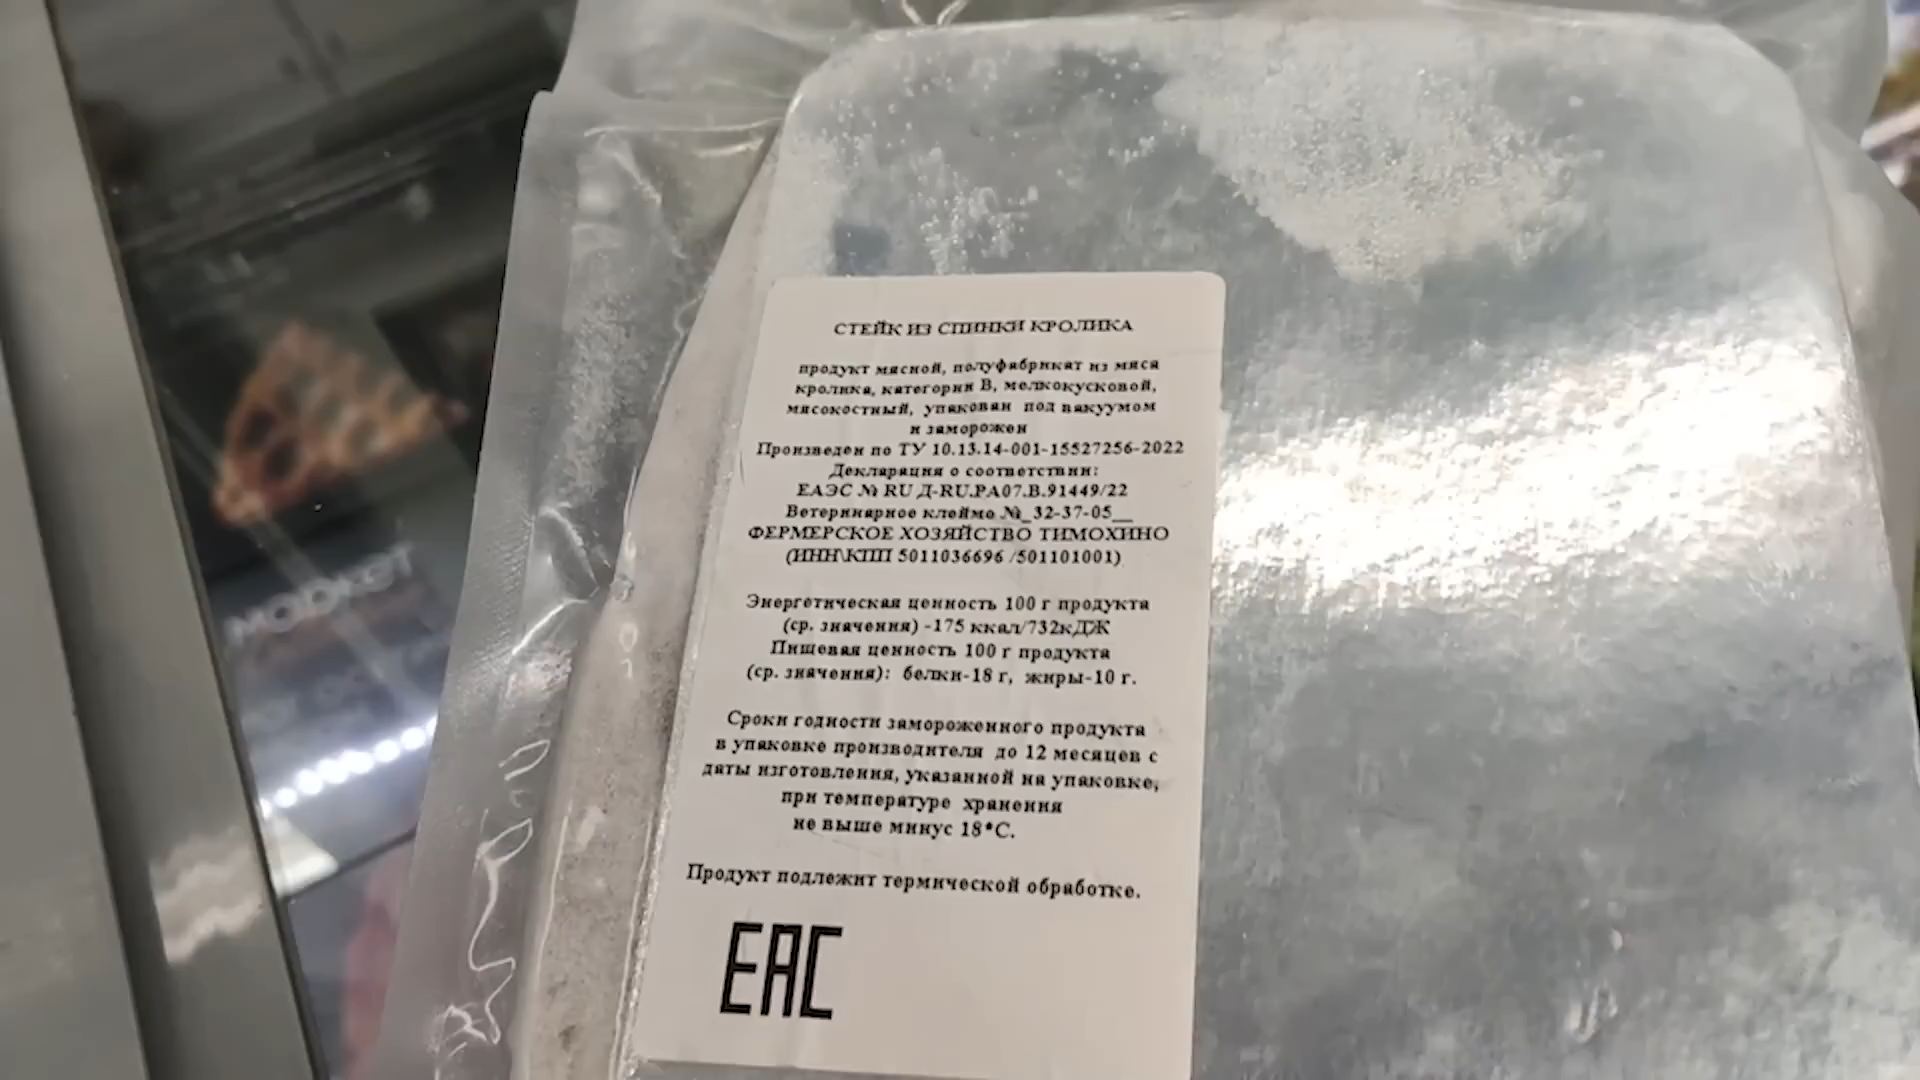 СТЕЙК ИЗ СПИНКИ КРОЛИКА
продукт мясной, полуфабрикат из мяса
кролика, категории В, мелкокусковой,
мясокостный, упакован под вакуумом
и заморожен
Произведен по ТУ 10.13.14-001-15527256-2022
Декларация о соответствии:
ЕАЭС № RU Д-RU.РА07.В.91449/22
Ветеринарное клеймо №_32-37-05__
ФЕРМЕРСКОЕ ХОЗЯЙСТВО ТИМОХИНО
(ИНН\КПП 5011036696 /501101001)
Энергетическая ценность 100 г продукта
(ср. значения) -175 ккал/732кДЖ
Пищевая ценность 100 г продукта
(ср. значения): белки-18 г, жиры-10 г.
Сроки годности замороженного продукта
в упаковке производителя до 12 месяцев с
даты изготовления, указанной на упаковке,
при температуре хранения
не выше минус 18*С.
Продукт подлежит термической обработке.
ЕАС